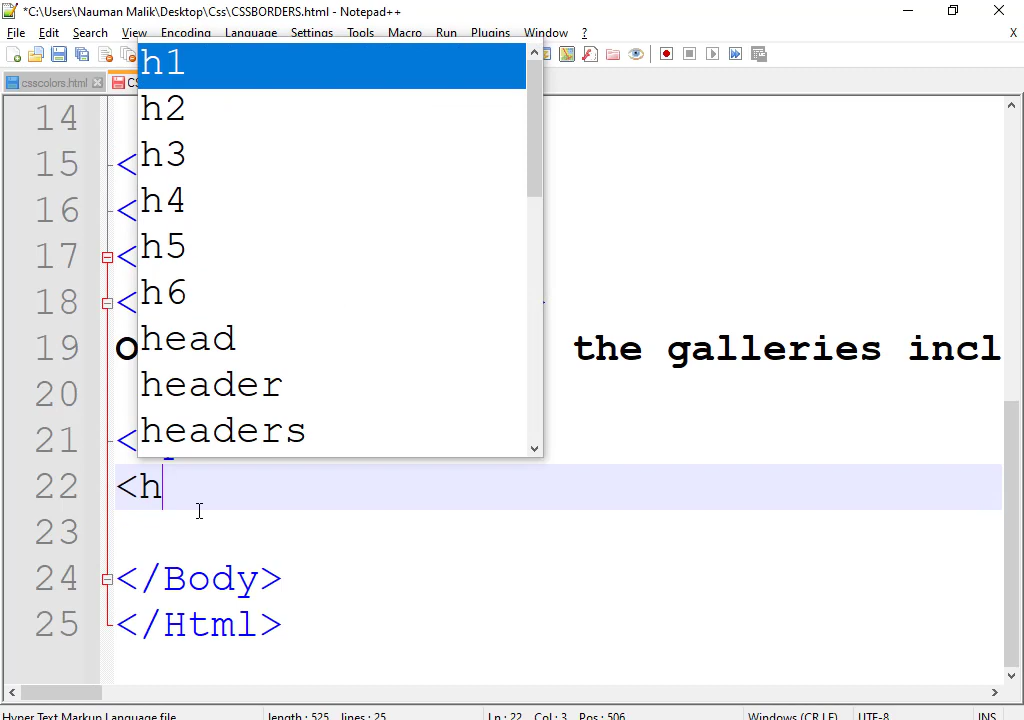 *C:\Users\Nauman Malik\Desktop\Css\CSSBORDERS.html - Notepad++
File Edit Search View Encoding Language Settings Tools Macro Run Plugins Window ? X
csscolors.html
14
15 <
16 <
17 <
18 <
19 the galleries incl
20
21 <
22 <h
23
24 </Body>
25 </Html>
h1
h2
h3
h4
h5
h6
head
header
headers
Hyper Text Markup Language file length : 525 lines : 25 Ln : 22 Col : 3 Pos : 506 Windows (CR LF) UTF-8 INS